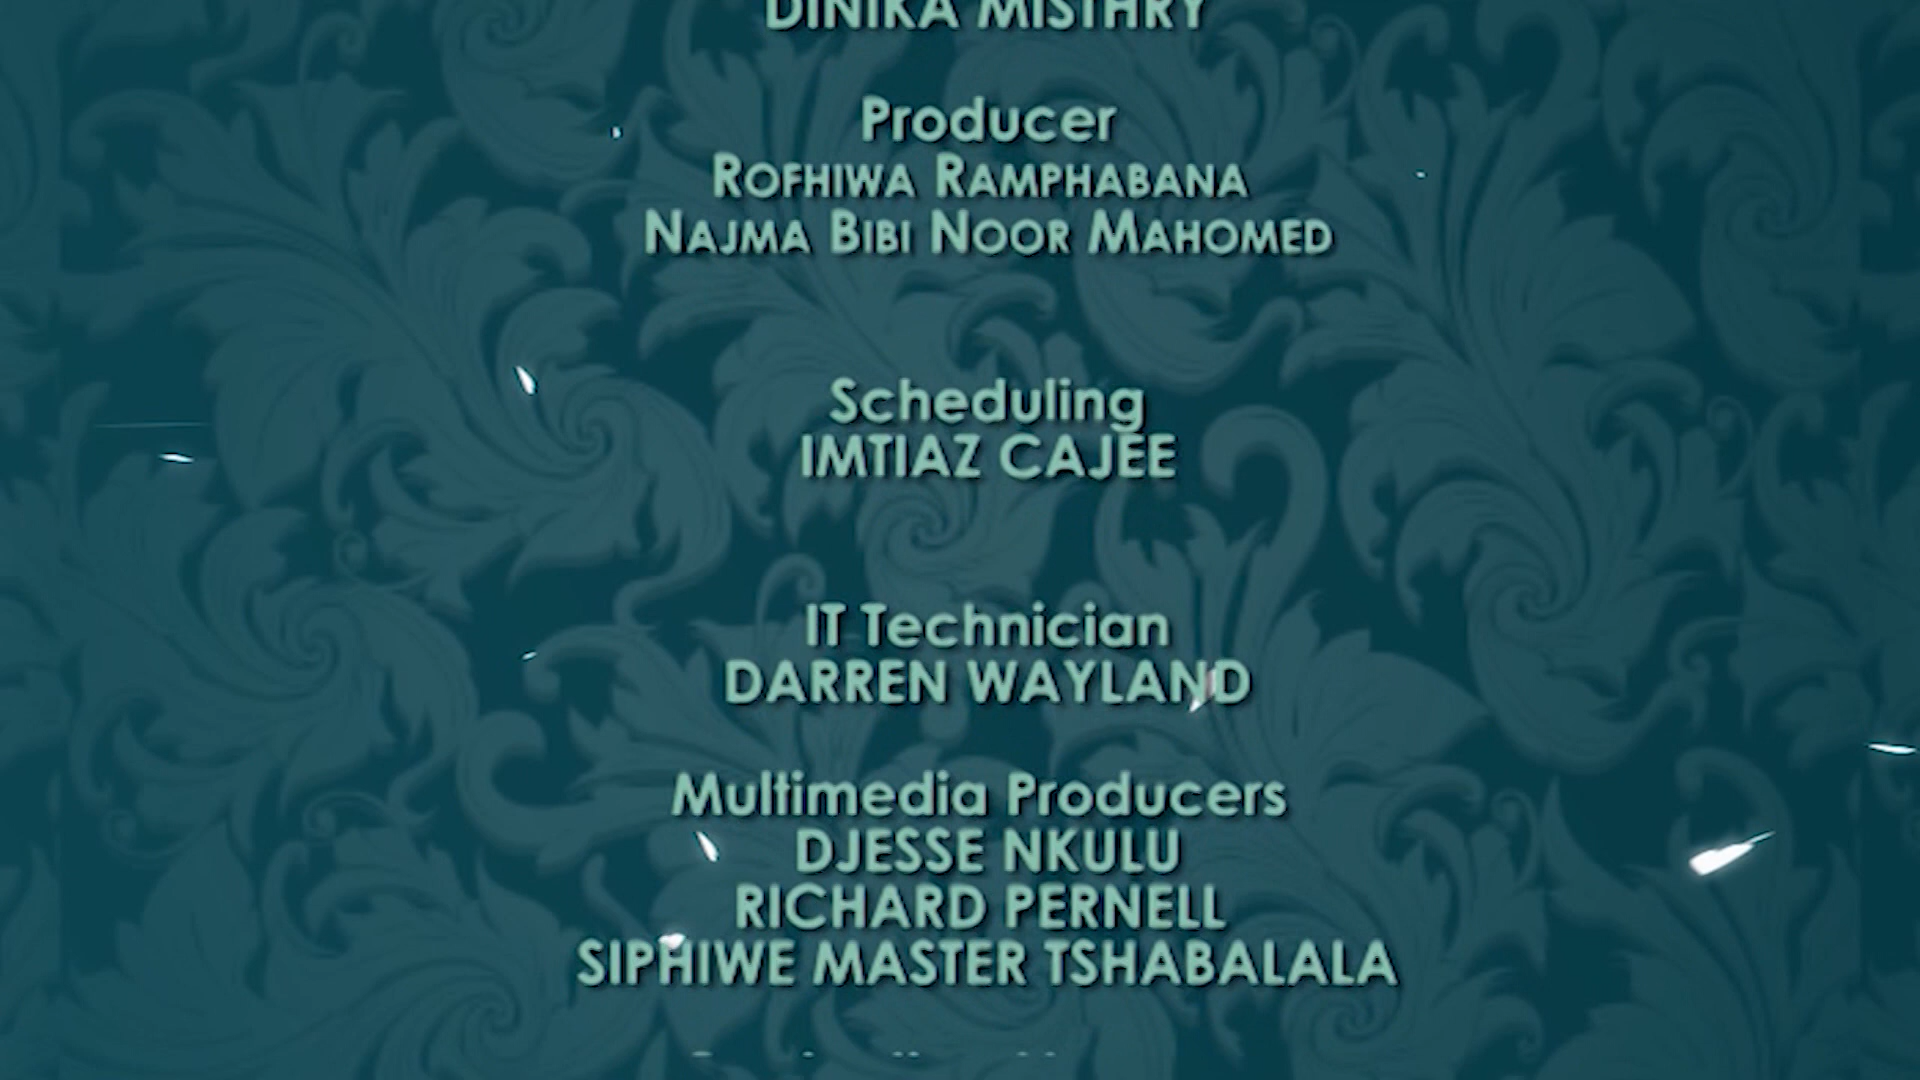 DINIKA MISTHRY
Producer
ROFHIWA RAMPHABANA
NAJMA BIBI NOOR MAHOMED
Scheduling
IMTIAZ CAJEE
IT Technician
DARREN WAYLAND
Multimedia Producers
DJESSE NKULU
RICHARD PERNELL
SIPHIWE MASTER TSHABALALA